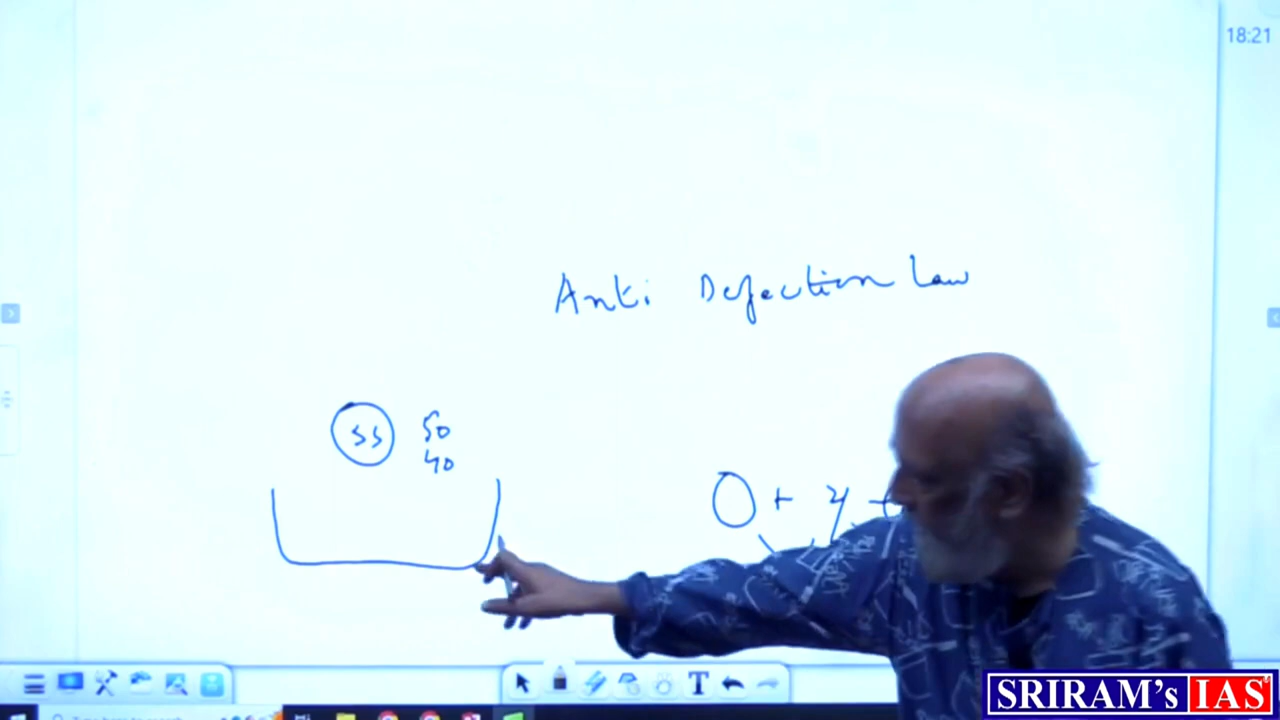 18:21
Anti Defection Law
SS 50
40
O + y +
T
SRIRAM's IAS